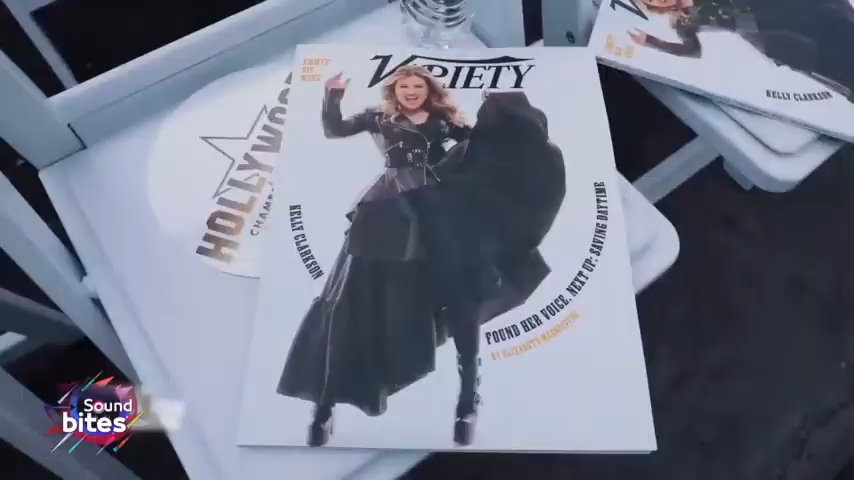 VARIETY
KELLY CLARKSON
KELLY CLARKSON
FOUND HER VOICE. NEXT UP: SAVING DAYTIME
HOLLYWOOD
Sound
bites